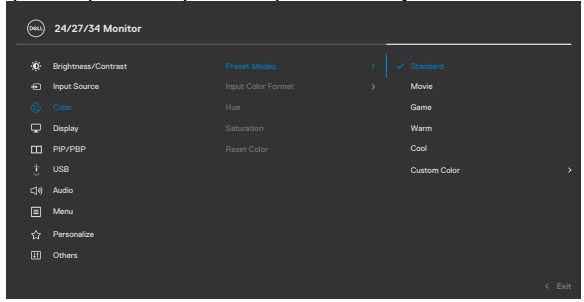 DELL 24/27/34 Monitor
Brightness/Contrast Preset Modes > ✓ Standard
Input Source Input Color Format > Movie
Color Hue Game
Display Saturation Warm
PIP/PBP Reset Color Cool
USB Custom Color >
Audio
Menu
Personalize
Others
< Exit